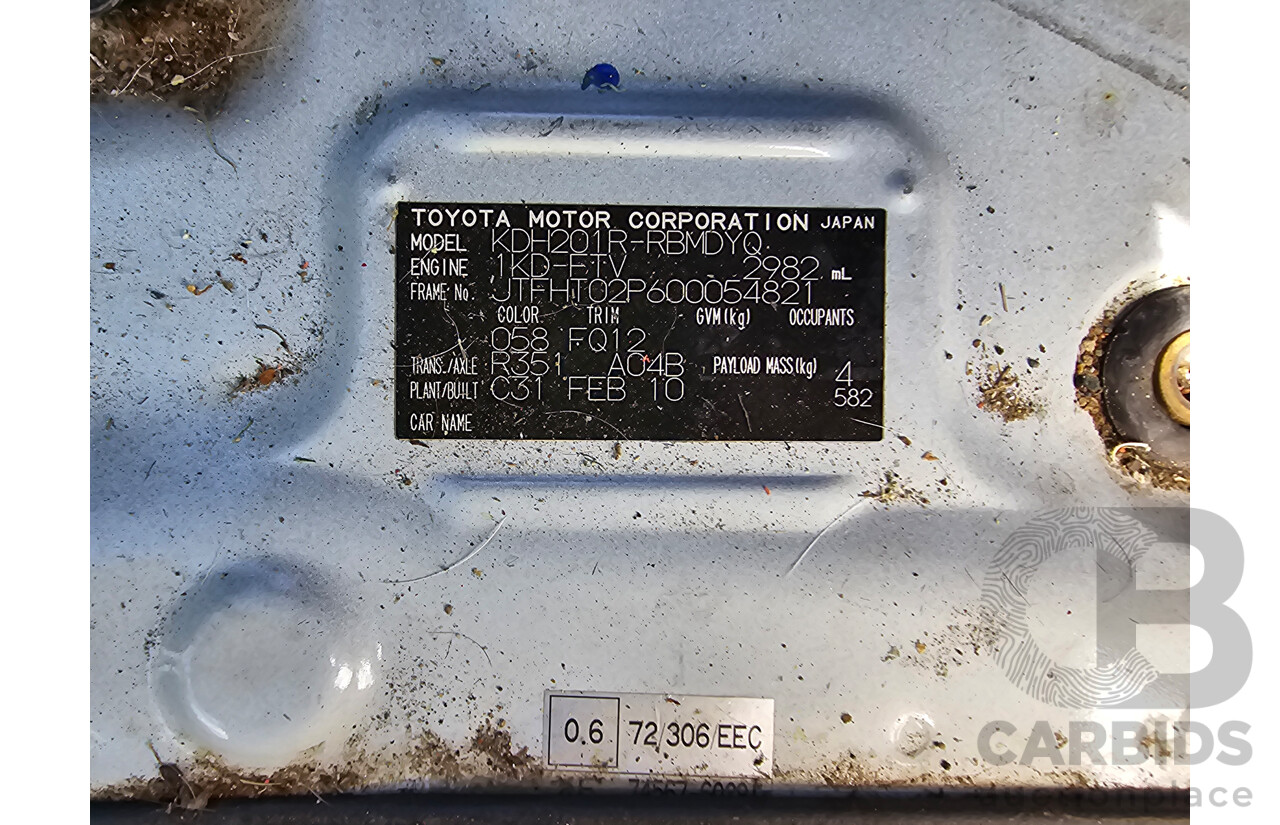 TOYOTA MOTOR CORPORATION JAPAN
MODEL KDH201R-RBMDYQ
ENGINE 1KD-FTV 2982 mL
FRAME No. JTFHT02P600054821
COLOR TRIM GVM(kg) OCCUPANTS
058 FQ12
TRANS./AXLE R351 A04B PAYLOAD MASS(kg) 4
PLANT/BUILT C31 FEB 10 582
CAR NAME
0.6 72/306/EEC
B
CARBIDS
auctionplace